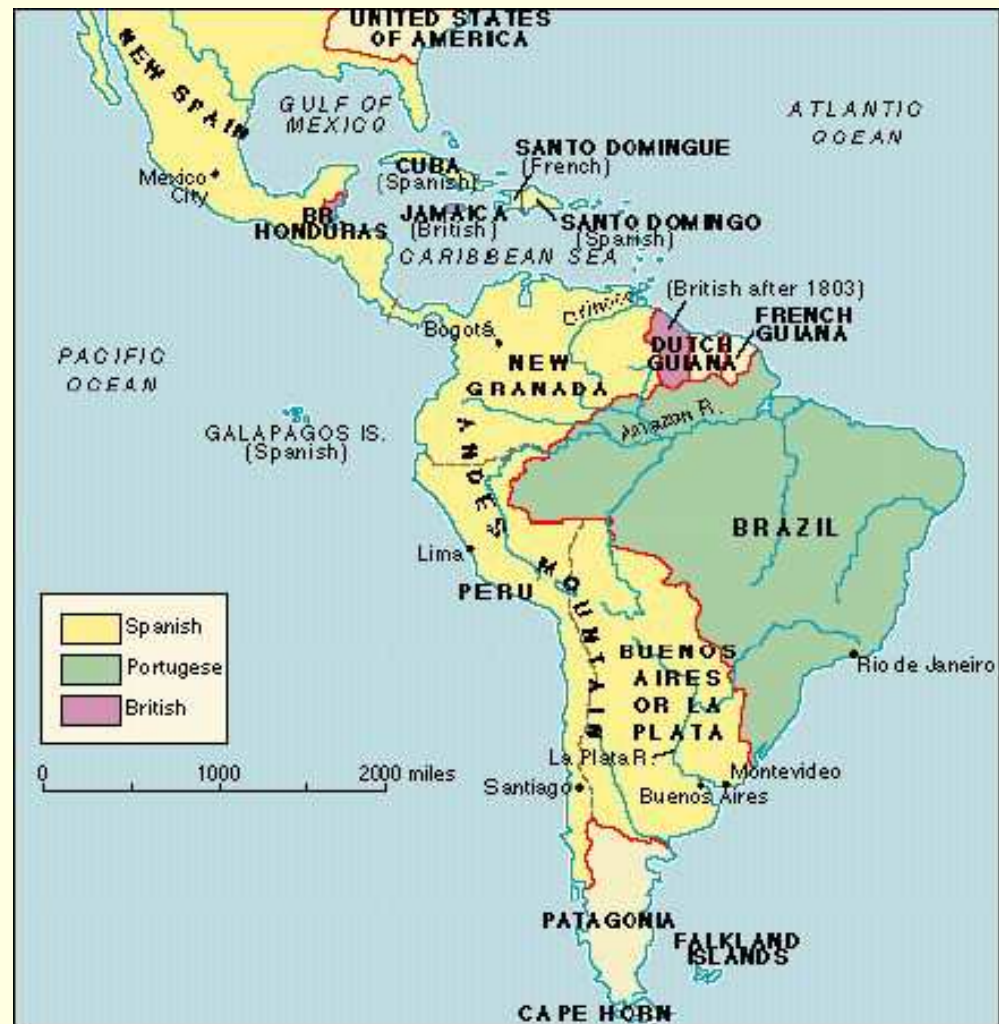 UNITED STATES
OF AMERICA
NEW SPAIN
GULF OF
MEXICO
ATLANTIC
OCEAN
Mexico
City
CUBA
(Spanish)
SANTO DOMINGUE
(French)
BR.
HONDURAS
JAMAICA
(British)
SANTO DOMINGO
(Spanish)
CARIBBEAN SEA
(British after 1803)
Orinoco
FRENCH
GUIANA
DUTCH
GUIANA
Bogotá
PACIFIC
OCEAN
NEW
GRANADA
Amazon R.
GALAPAGOS IS.
(Spanish)
ANDES MOUNTIAIN
BRAZIL
Lima
PERU
Spanish
Portugese
British
BUENOS
AIRES
OR LA
PLATA
Rio de Janeiro
La Plata R.
0 1000 2000 miles
Santiago
Montevideo
Buenos Aires
PATAGONIA
FALKLAND
ISLANDS
CAPE HORN